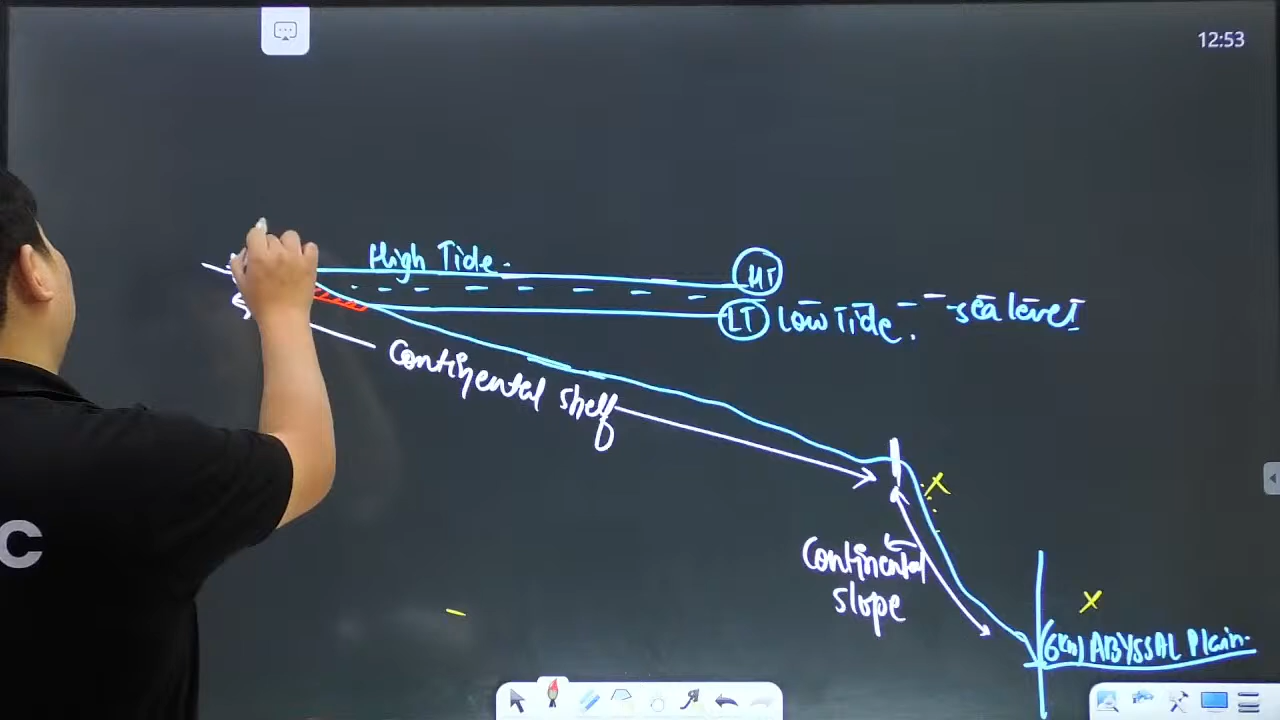 12:53
High Tide.
HT
LT Low Tide. sea level
Continental shelf
Continental
slope
(6km) ABYSSAL Plain.
C